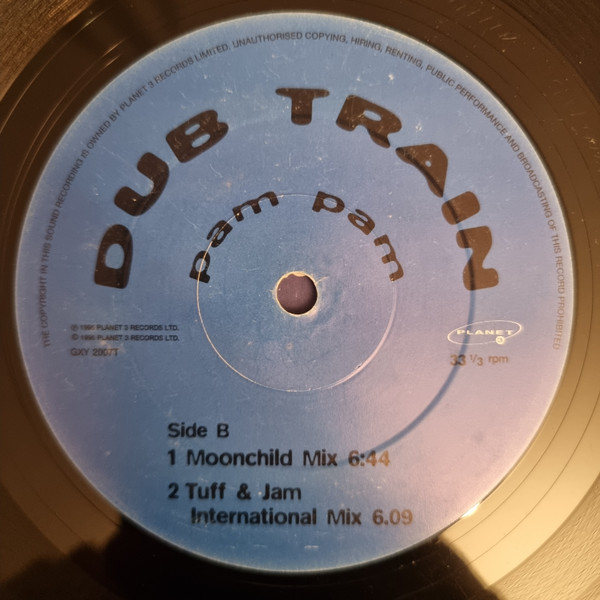 THE COPYRIGHT IN THIS SOUND RECORDING IS OWNED BY PLANET 3 RECORDS LIMITED. UNAUTHORISED COPYING, HIRING, RENTING, PUBLIC PERFORMANCE AND BROADCASTING OF THIS RECORD PROHIBITED
DUB TRAIN
pam pam
℗ 1996 PLANET 3 RECORDS LTD.
© 1996 PLANET 3 RECORDS LTD.
GXY 2007T
PLANET 3
33 1/3 rpm
Side B
1 Moonchild Mix 6:44
2 Tuff & Jam
International Mix 6.09